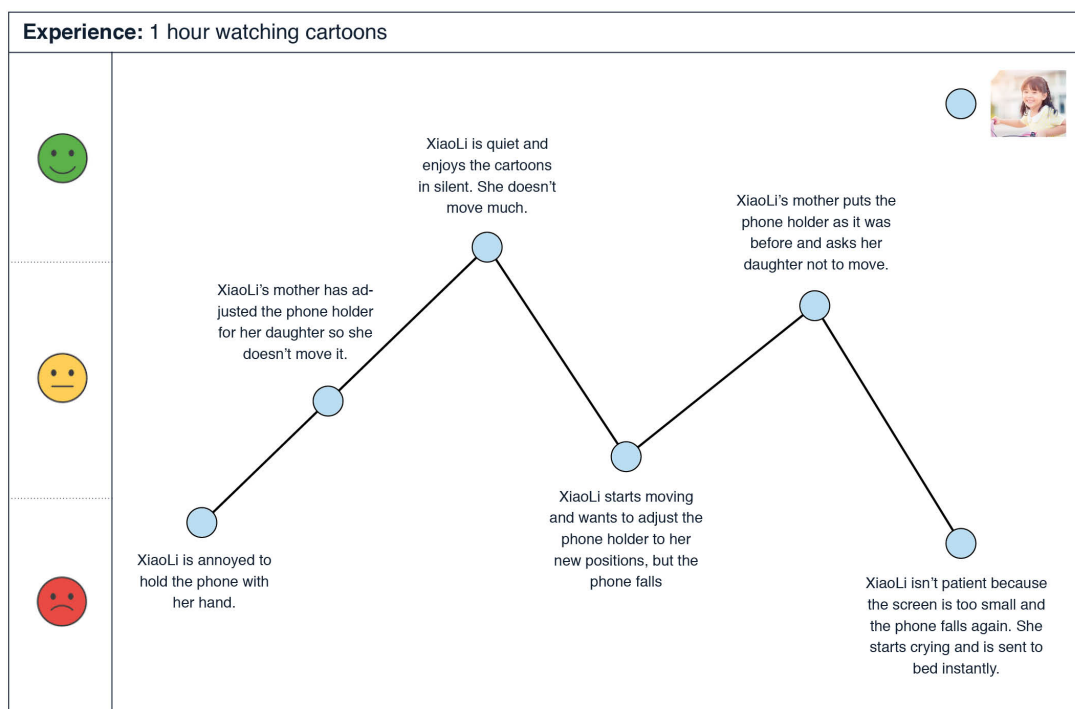 Experience: 1 hour watching cartoons
XiaoLi is quiet and
enjoys the cartoons
in silent. She doesn't
move much.
XiaoLi's mother puts the
phone holder as it was
before and asks her
daughter not to move.
XiaoLi's mother has ad-
justed the phone holder
for her daughter so she
doesn't move it.
XiaoLi starts moving
and wants to adjust the
phone holder to her
new positions, but the
phone falls
XiaoLi is annoyed to
hold the phone with
her hand.
XiaoLi isn't patient because
the screen is too small and
the phone falls again. She
starts crying and is sent to
bed instantly.